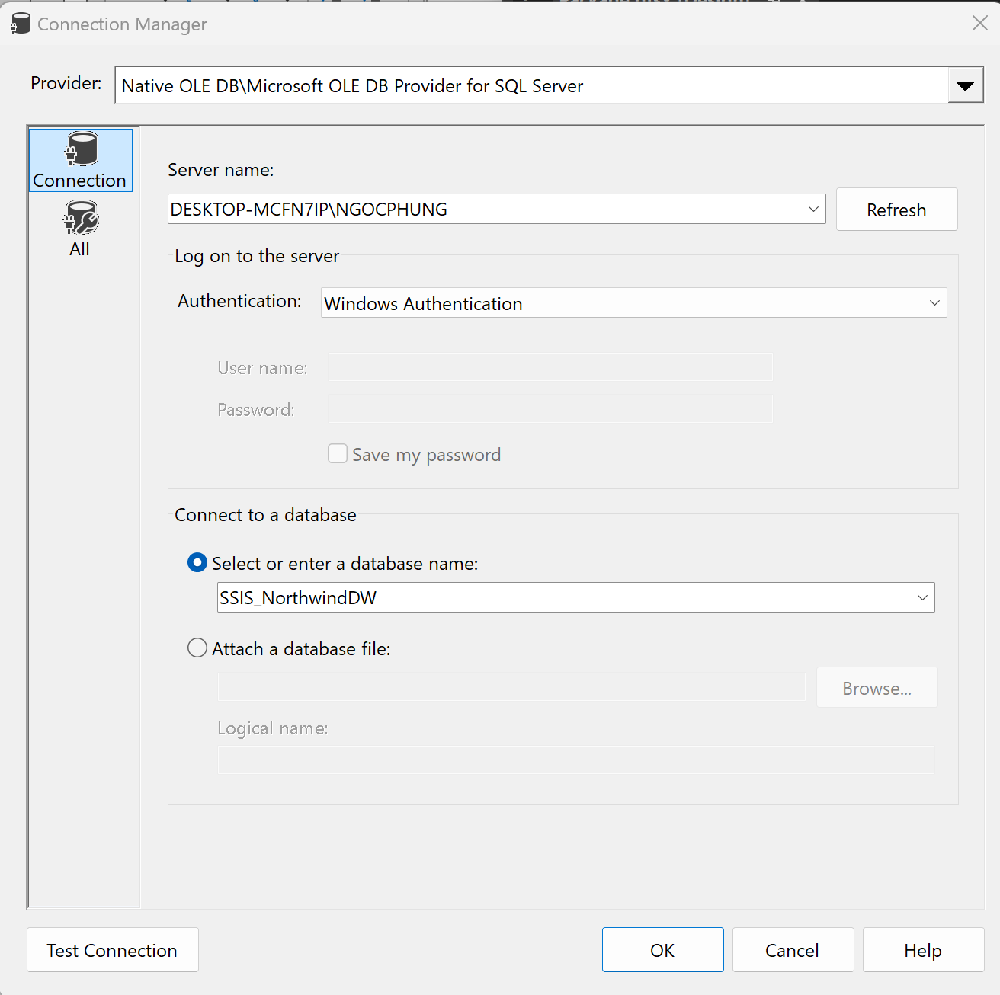 Connection Manager
Provider:
Native OLE DB\Microsoft OLE DB Provider for SQL Server
Connection
All
Server name:
DESKTOP-MCFN7IP\NGOCPHUNG
Refresh
Log on to the server
Authentication:
Windows Authentication
User name:
Password:
Save my password
Connect to a database
Select or enter a database name:
SSIS_NorthwindDW
Attach a database file:
Browse...
Logical name:
Test Connection
OK
Cancel
Help